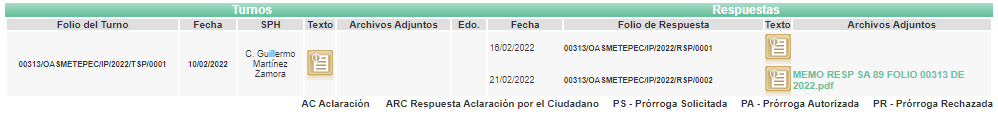 Turnos Respuestas
Folio del Turno Fecha SPH Texto Archivos Adjuntos Edo. Fecha Folio de Respuesta Texto Archivos Adjuntos
00313/OASMETEPEC/IP/2022/TSP/0001 10/02/2022 C. Guillermo Martínez Zamora
16/02/2022 00313/OASMETEPEC/IP/2022/RSP/0001
21/02/2022 00313/OASMETEPEC/IP/2022/RSP/0002 MEMO RESP SA 89 FOLIO 00313 DE
2022.pdf
AC Aclaración ARC Respuesta Aclaración por el Ciudadano PS - Prórroga Solicitada PA - Prórroga Autorizada PR - Prórroga Rechazada